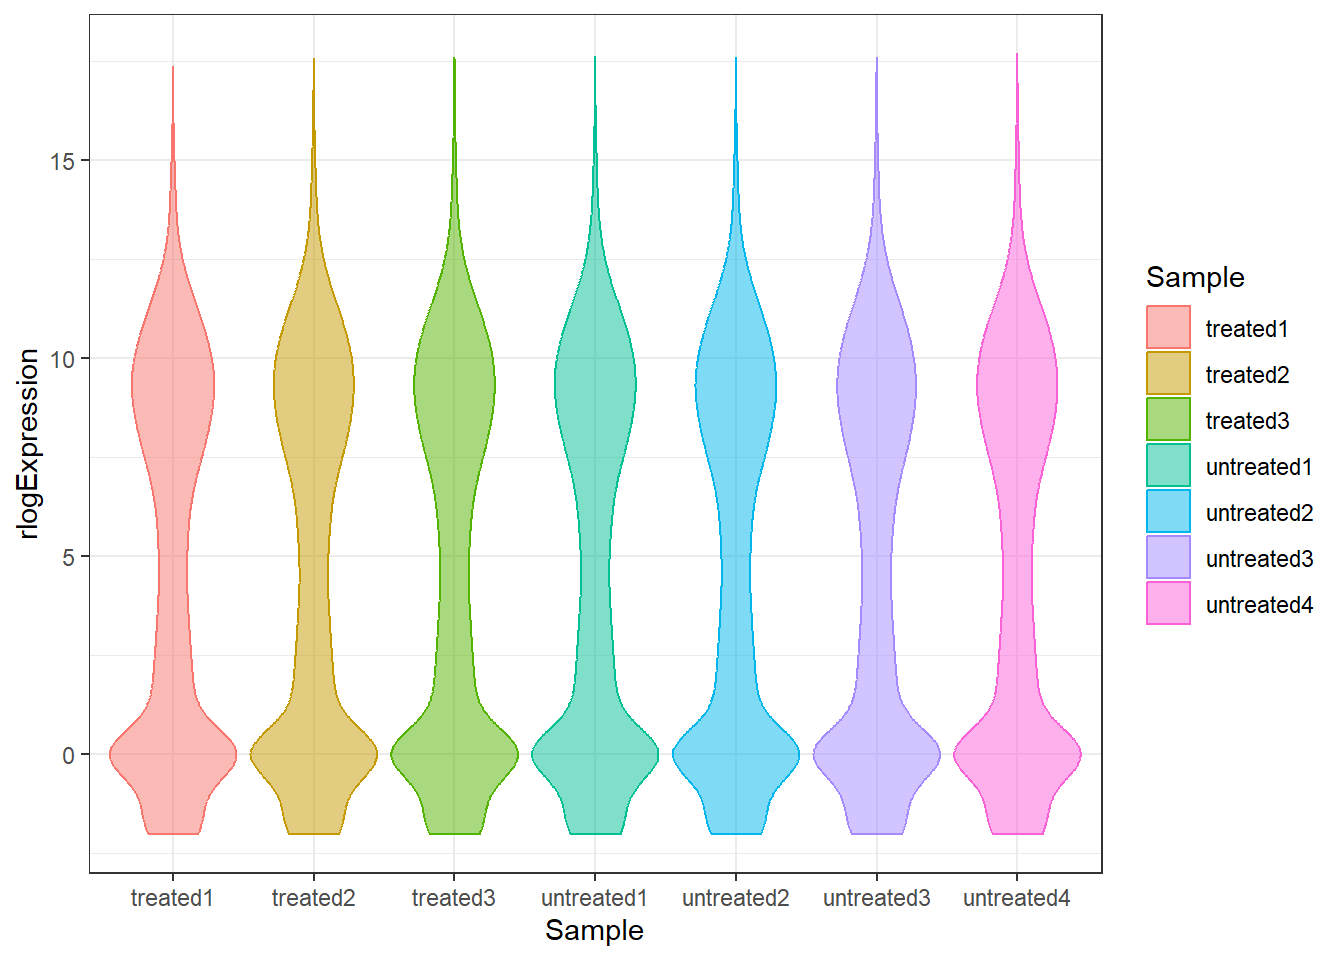 rlogExpression
15
10
5
0
treated1 treated2 treated3 untreated1 untreated2 untreated3 untreated4
Sample
Sample
treated1
treated2
treated3
untreated1
untreated2
untreated3
untreated4